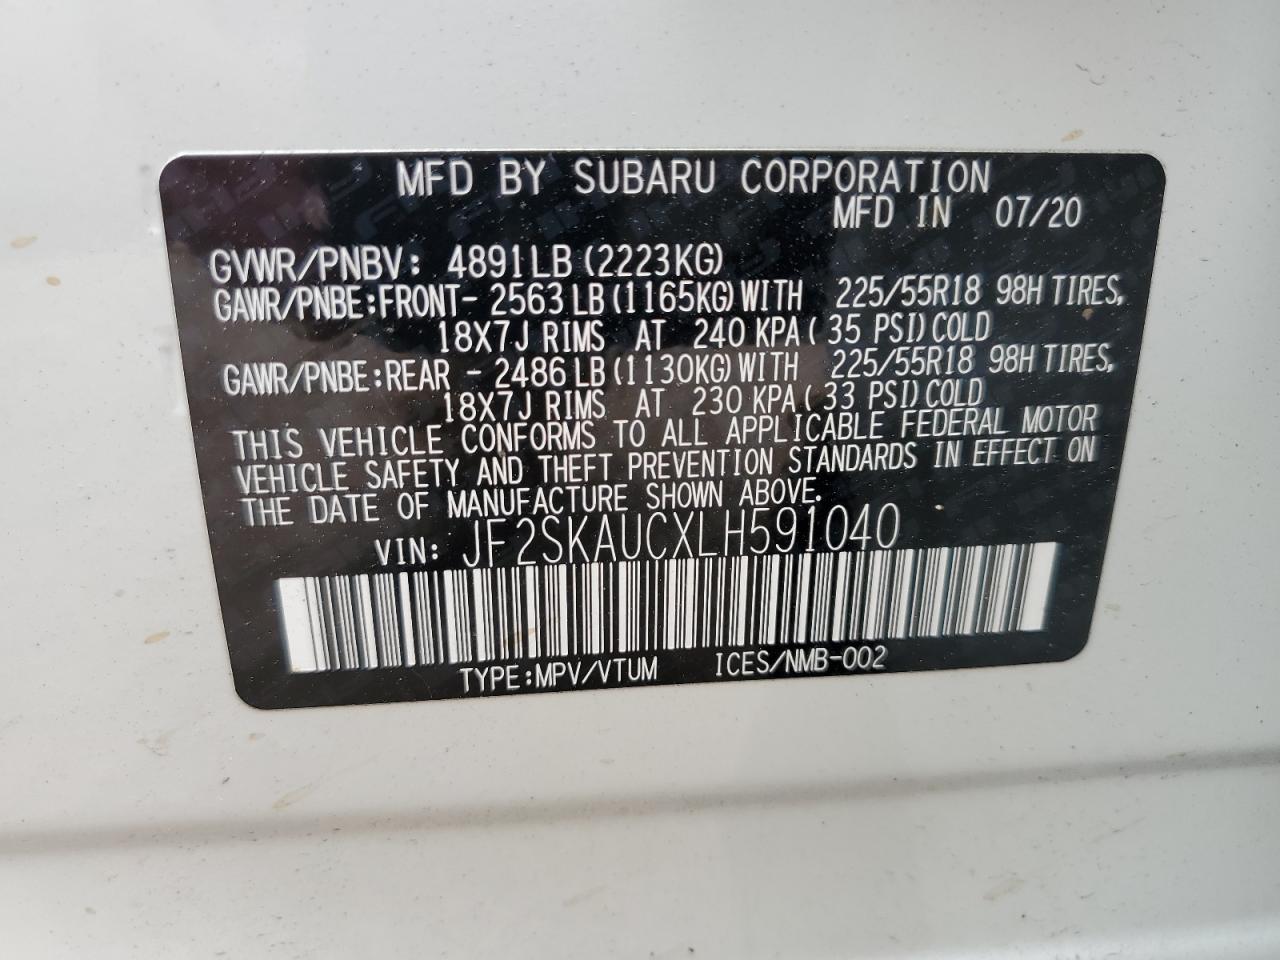 MFD BY SUBARU CORPORATION
MFD IN 07/20
GVWR/PNBV: 4891LB (2223KG)
GAWR/PNBE:FRONT- 2563 LB (1165KG) WITH 225/55R18 98H TIRES,
18X7J RIMS AT 240 KPA( 35 PSI) COLD
GAWR/PNBE:REAR - 2486 LB (1130KG) WITH 225/55R18 98H TIRES,
18X7J RIMS AT 230 KPA( 33 PSI) COLD
THIS VEHICLE CONFORMS TO ALL APPLICABLE FEDERAL MOTOR
VEHICLE SAFETY AND THEFT PREVENTION STANDARDS IN EFFECT ON
THE DATE OF MANUFACTURE SHOWN ABOVE.
VIN: JF2SKAUCXLH591040
TYPE:MPV/VTUM ICES/NMB-002